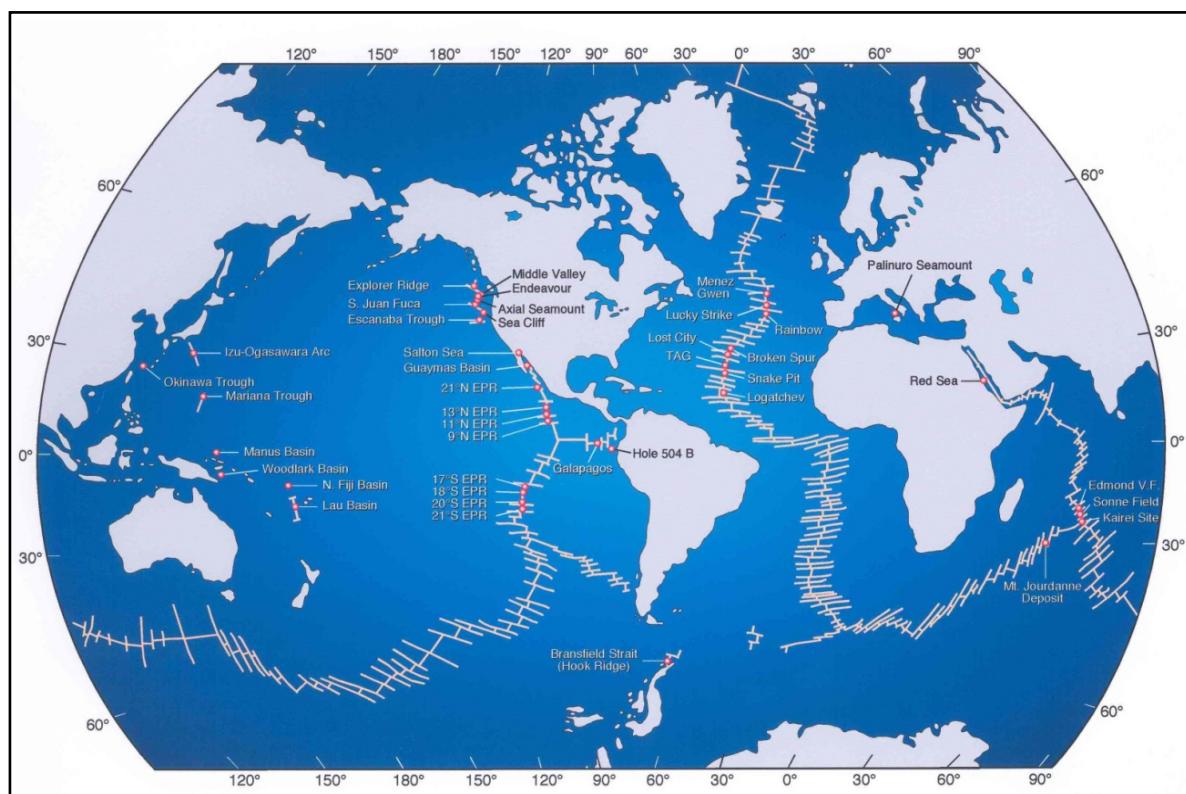 120° 150° 180° 150° 120° 90° 60° 30° 0° 30° 60° 90°
60°
60°
Middle Valley
Endeavour
Explorer Ridge
S. Juan Fuca
Axial Seamount
Escanaba Trough
Sea Cliff
Menez
Gwen
Lucky Strike
Rainbow
Palinuro Seamount
30°
30°
Izu-Ogasawara Arc
Okinawa Trough
Mariana Trough
Salton Sea
Guaymas Basin
21°N EPR
13°N EPR
11°N EPR
9°N EPR
Lost City
TAG
Broken Spur
Snake Pit
Logatchev
Red Sea
0°
0°
Manus Basin
Woodlark Basin
N. Fiji Basin
Lau Basin
Galapagos
Hole 504 B
17°S EPR
18°S EPR
20°S EPR
21°S EPR
Edmond V.F.
Sonne Field
Kairei Site
30°
30°
Mt. Jourdanne
Deposit
Bransfield Strait
(Hook Ridge)
60°
60°
120° 150° 180° 150° 120° 90° 60° 30° 0° 30° 60° 90°